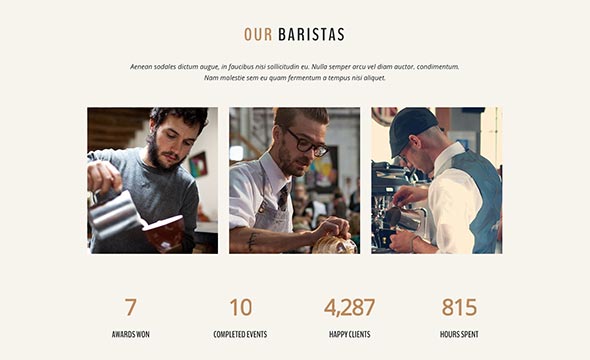 OUR BARISTAS
Aenean sodales dictum augue, in faucibus nisi sollicitudin eu. Nulla semper arcu vel diam auctor, condimentum.
Nam molestie sem eu quam fermentum a tempus nisi aliquet.
7 10 4,287 815
AWARDS WON COMPLETED EVENTS HAPPY CLIENTS HOURS SPENT